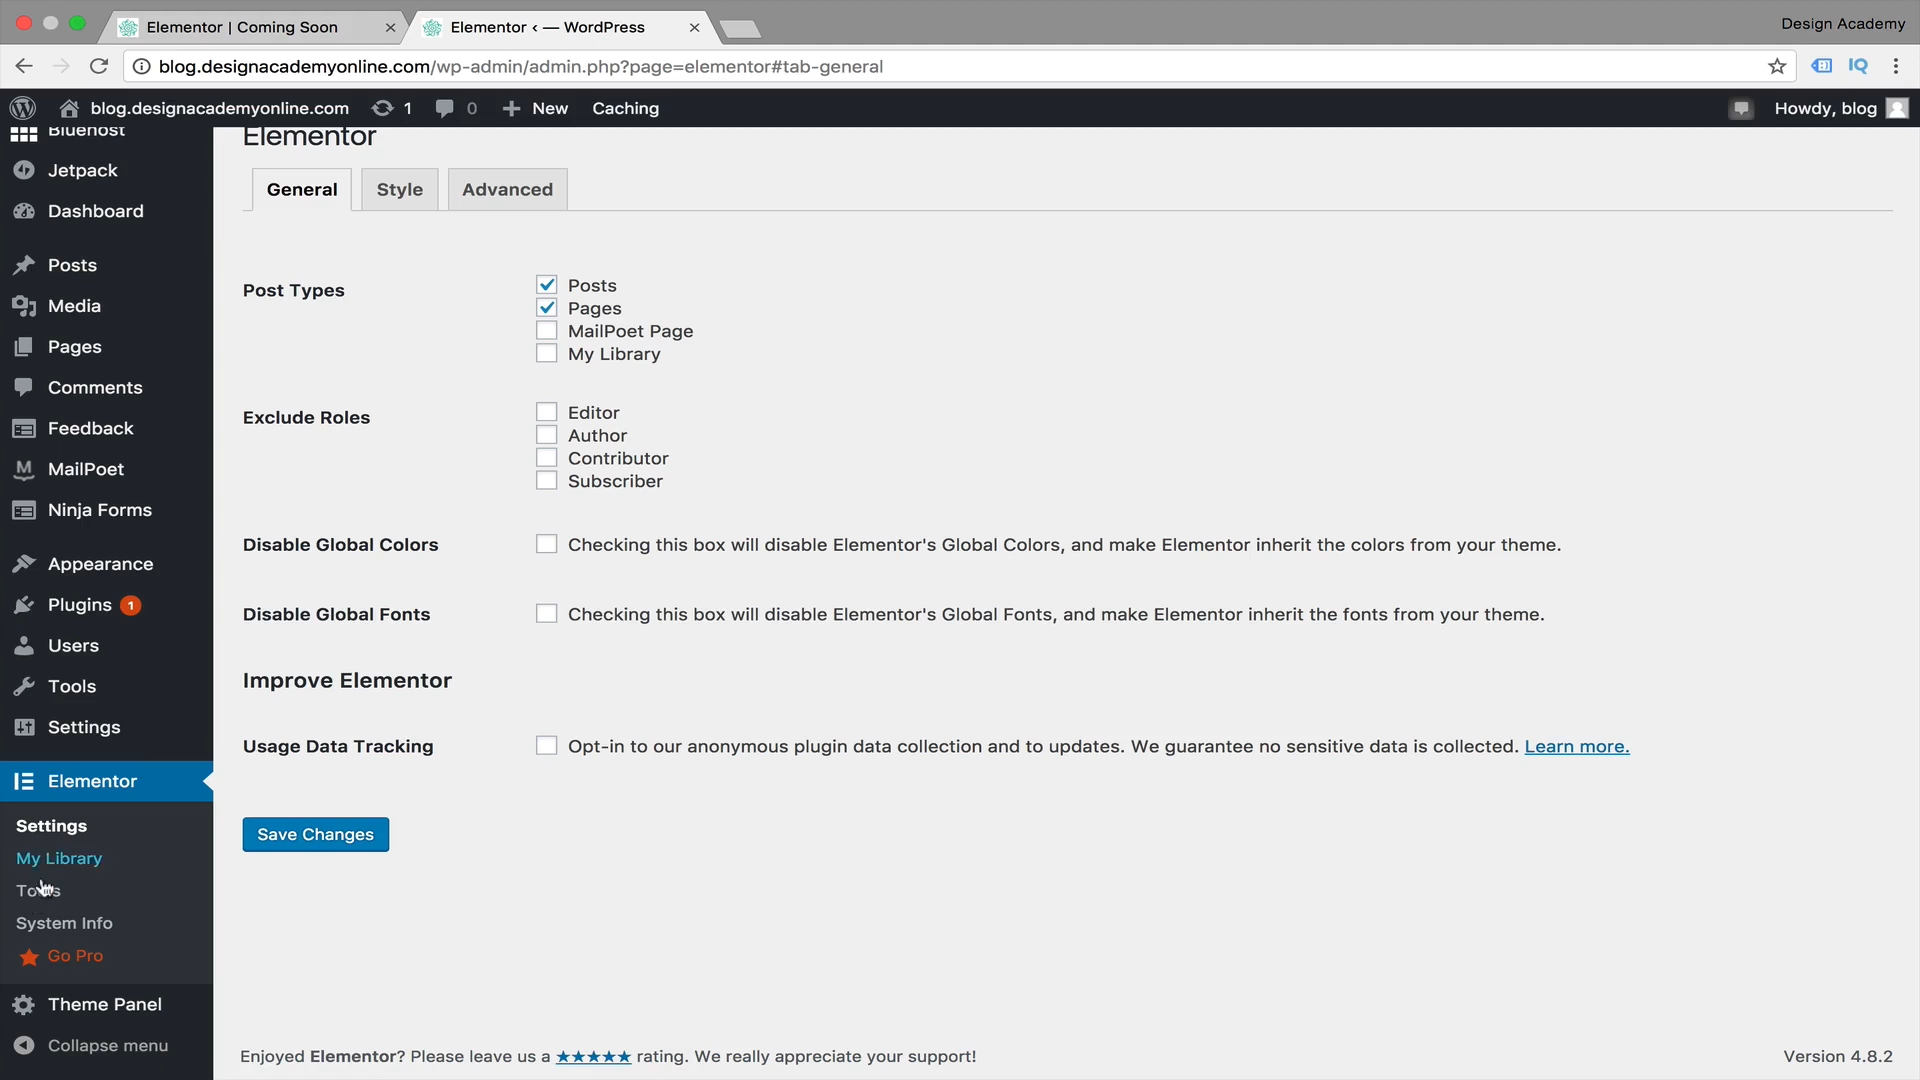 Elementor | Coming Soon
Elementor ‹ — WordPress
Design Academy
blog.designacademyonline.com/wp-admin/admin.php?page=elementor#tab-general
IQ
blog.designacademyonline.com
1
0
New
Caching
Howdy, blog
Bluehost
Jetpack
Dashboard
Posts
Media
Pages
Comments
Feedback
MailPoet
Ninja Forms
Appearance
Plugins 1
Users
Tools
Settings
Elementor
Settings
My Library
Tools
System Info
Go Pro
Theme Panel
Collapse menu
Elementor
General
Style
Advanced
Post Types
Posts
Pages
MailPoet Page
My Library
Exclude Roles
Editor
Author
Contributor
Subscriber
Disable Global Colors
Checking this box will disable Elementor's Global Colors, and make Elementor inherit the colors from your theme.
Disable Global Fonts
Checking this box will disable Elementor's Global Fonts, and make Elementor inherit the fonts from your theme.
Improve Elementor
Usage Data Tracking
Opt-in to our anonymous plugin data collection and to updates. We guarantee no sensitive data is collected. Learn more.
Save Changes
Enjoyed Elementor? Please leave us a ★★★★★ rating. We really appreciate your support!
Version 4.8.2